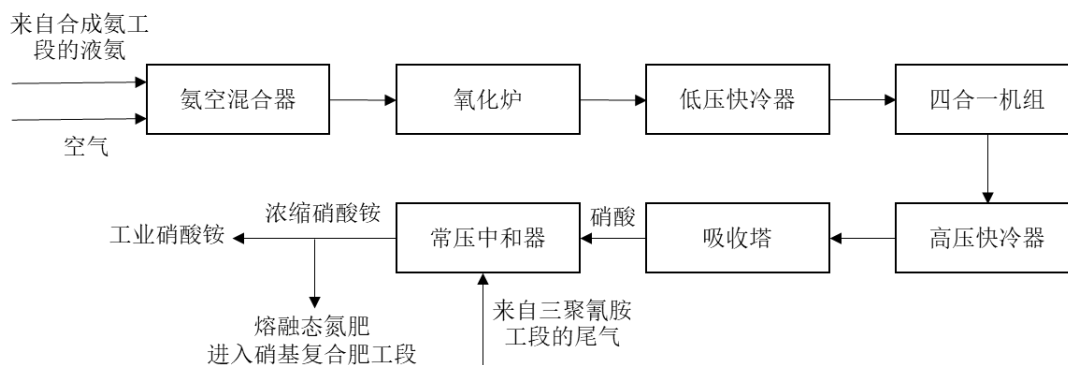 来自合成氨工
段的液氨
空气
氨空混合器
氧化炉
低压快冷器
四合一机组
高压快冷器
吸收塔
硝酸
常压中和器
来自三聚氰胺
工段的尾气
浓缩硝酸铵
工业硝酸铵
熔融态氮肥
进入硝基复合肥工段